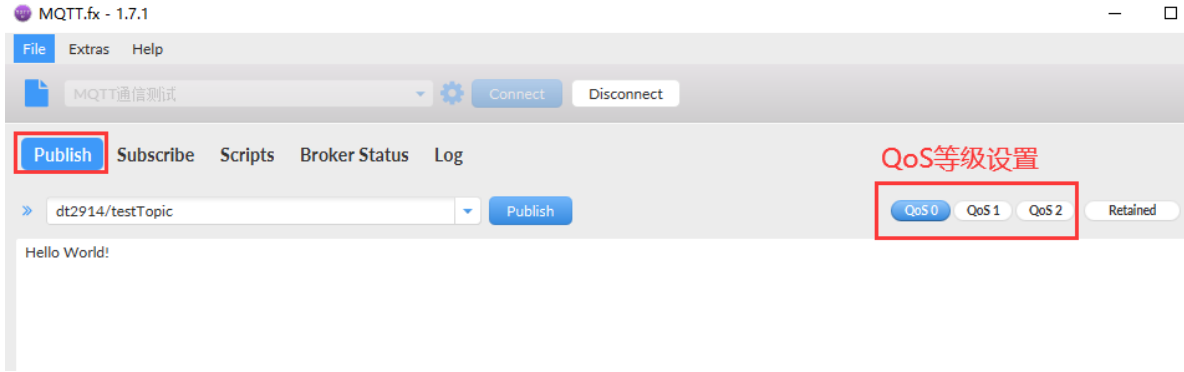 MQTT.fx - 1.7.1
File Extras Help
MQTT通信测试 Connect Disconnect
Publish Subscribe Scripts Broker Status Log
QoS等级设置
dt2914/testTopic Publish QoS 0 QoS 1 QoS 2 Retained
Hello World!